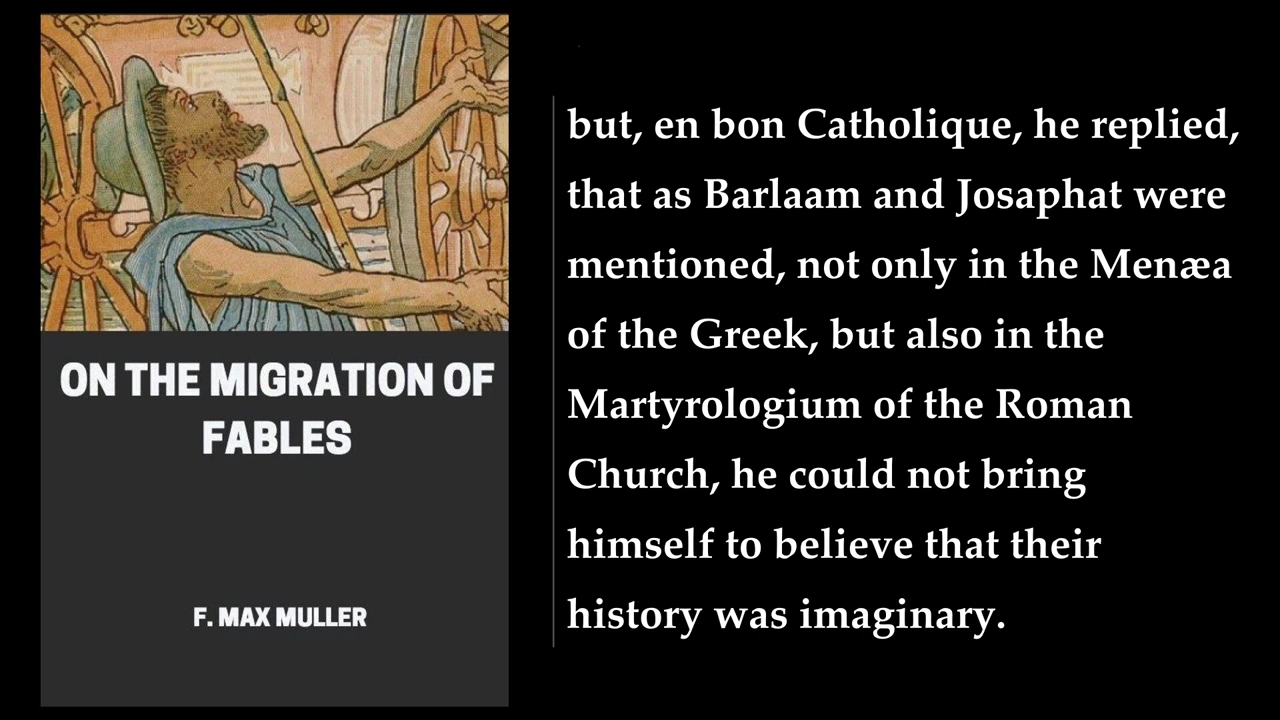 ON THE MIGRATION OF
FABLES
F. MAX MULLER
but, en bon Catholique, he replied,
that as Barlaam and Josaphat were
mentioned, not only in the Menæa
of the Greek, but also in the
Martyrologium of the Roman
Church, he could not bring
himself to believe that their
history was imaginary.